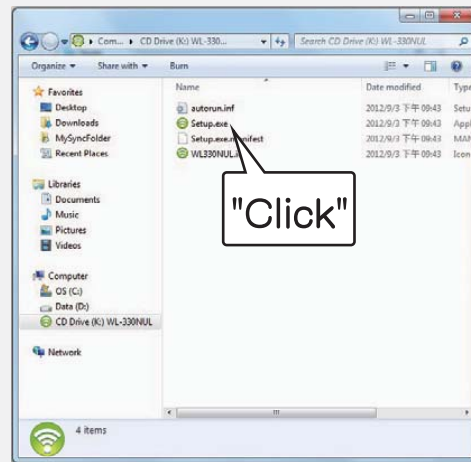 Com... CD Drive (K:) WL-330... Search CD Drive (K:) WL-330NUL
Organize Share with Burn
Favorites
Desktop
Downloads
MySyncFolder
Recent Places
Libraries
Documents
Music
Pictures
Videos
Computer
OS (C:)
Data (D:)
CD Drive (K:) WL-330NUL
Network
Name Date modified Type
autorun.inf 2012/9/3 下午 09:43 Setu
Setup.exe 2012/9/3 下午 09:43 Appl
Setup.exe.manifest 2012/9/3 下午 09:43 MAN
WL330NUL.i 2012/9/3 下午 09:43 Icon
"Click"
4 items